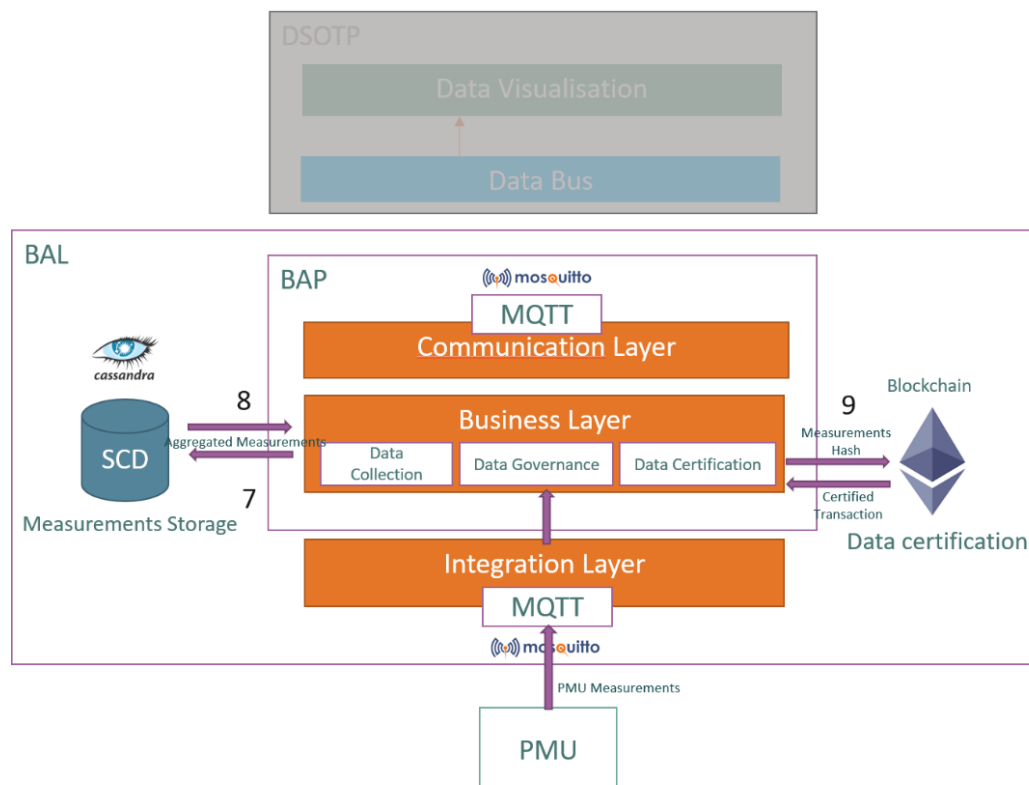 DSOTP
Data Visualisation
Data Bus
BAL
BAP
mosquitto
MQTT
Communication Layer
cassandra
SCD
Measurements Storage
8
Aggregated Measurements
7
Business Layer
Data
Collection
Data Governance
Data Certification
9
Measurements
Hash
Certified
Transaction
Blockchain
Data certification
Integration Layer
MQTT
mosquitto
PMU Measurements
PMU